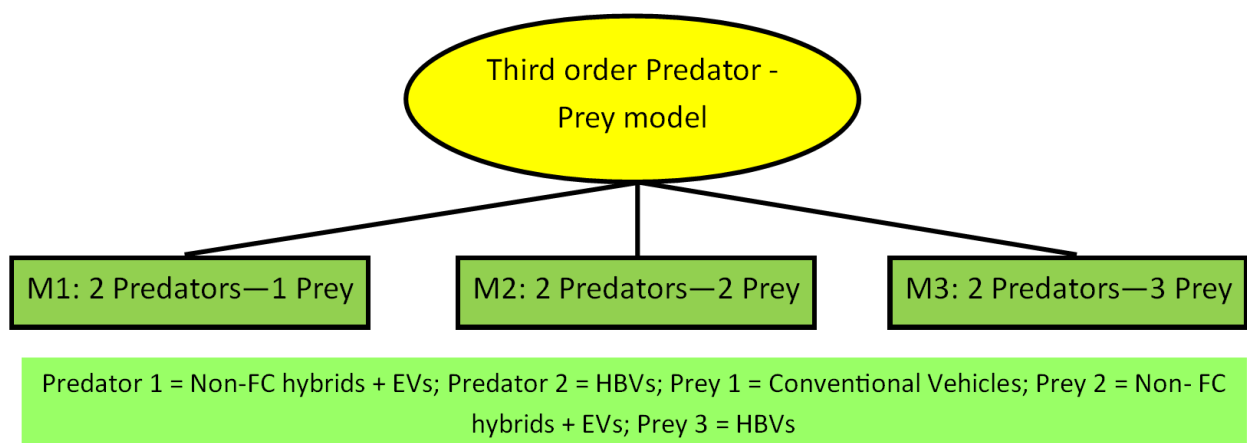 Third order Predator -
Prey model
M1: 2 Predators—1 Prey
M2: 2 Predators—2 Prey
M3: 2 Predators—3 Prey
Predator 1 = Non-FC hybrids + EVs; Predator 2 = HBVs; Prey 1 = Conventional Vehicles; Prey 2 = Non- FC
hybrids + EVs; Prey 3 = HBVs